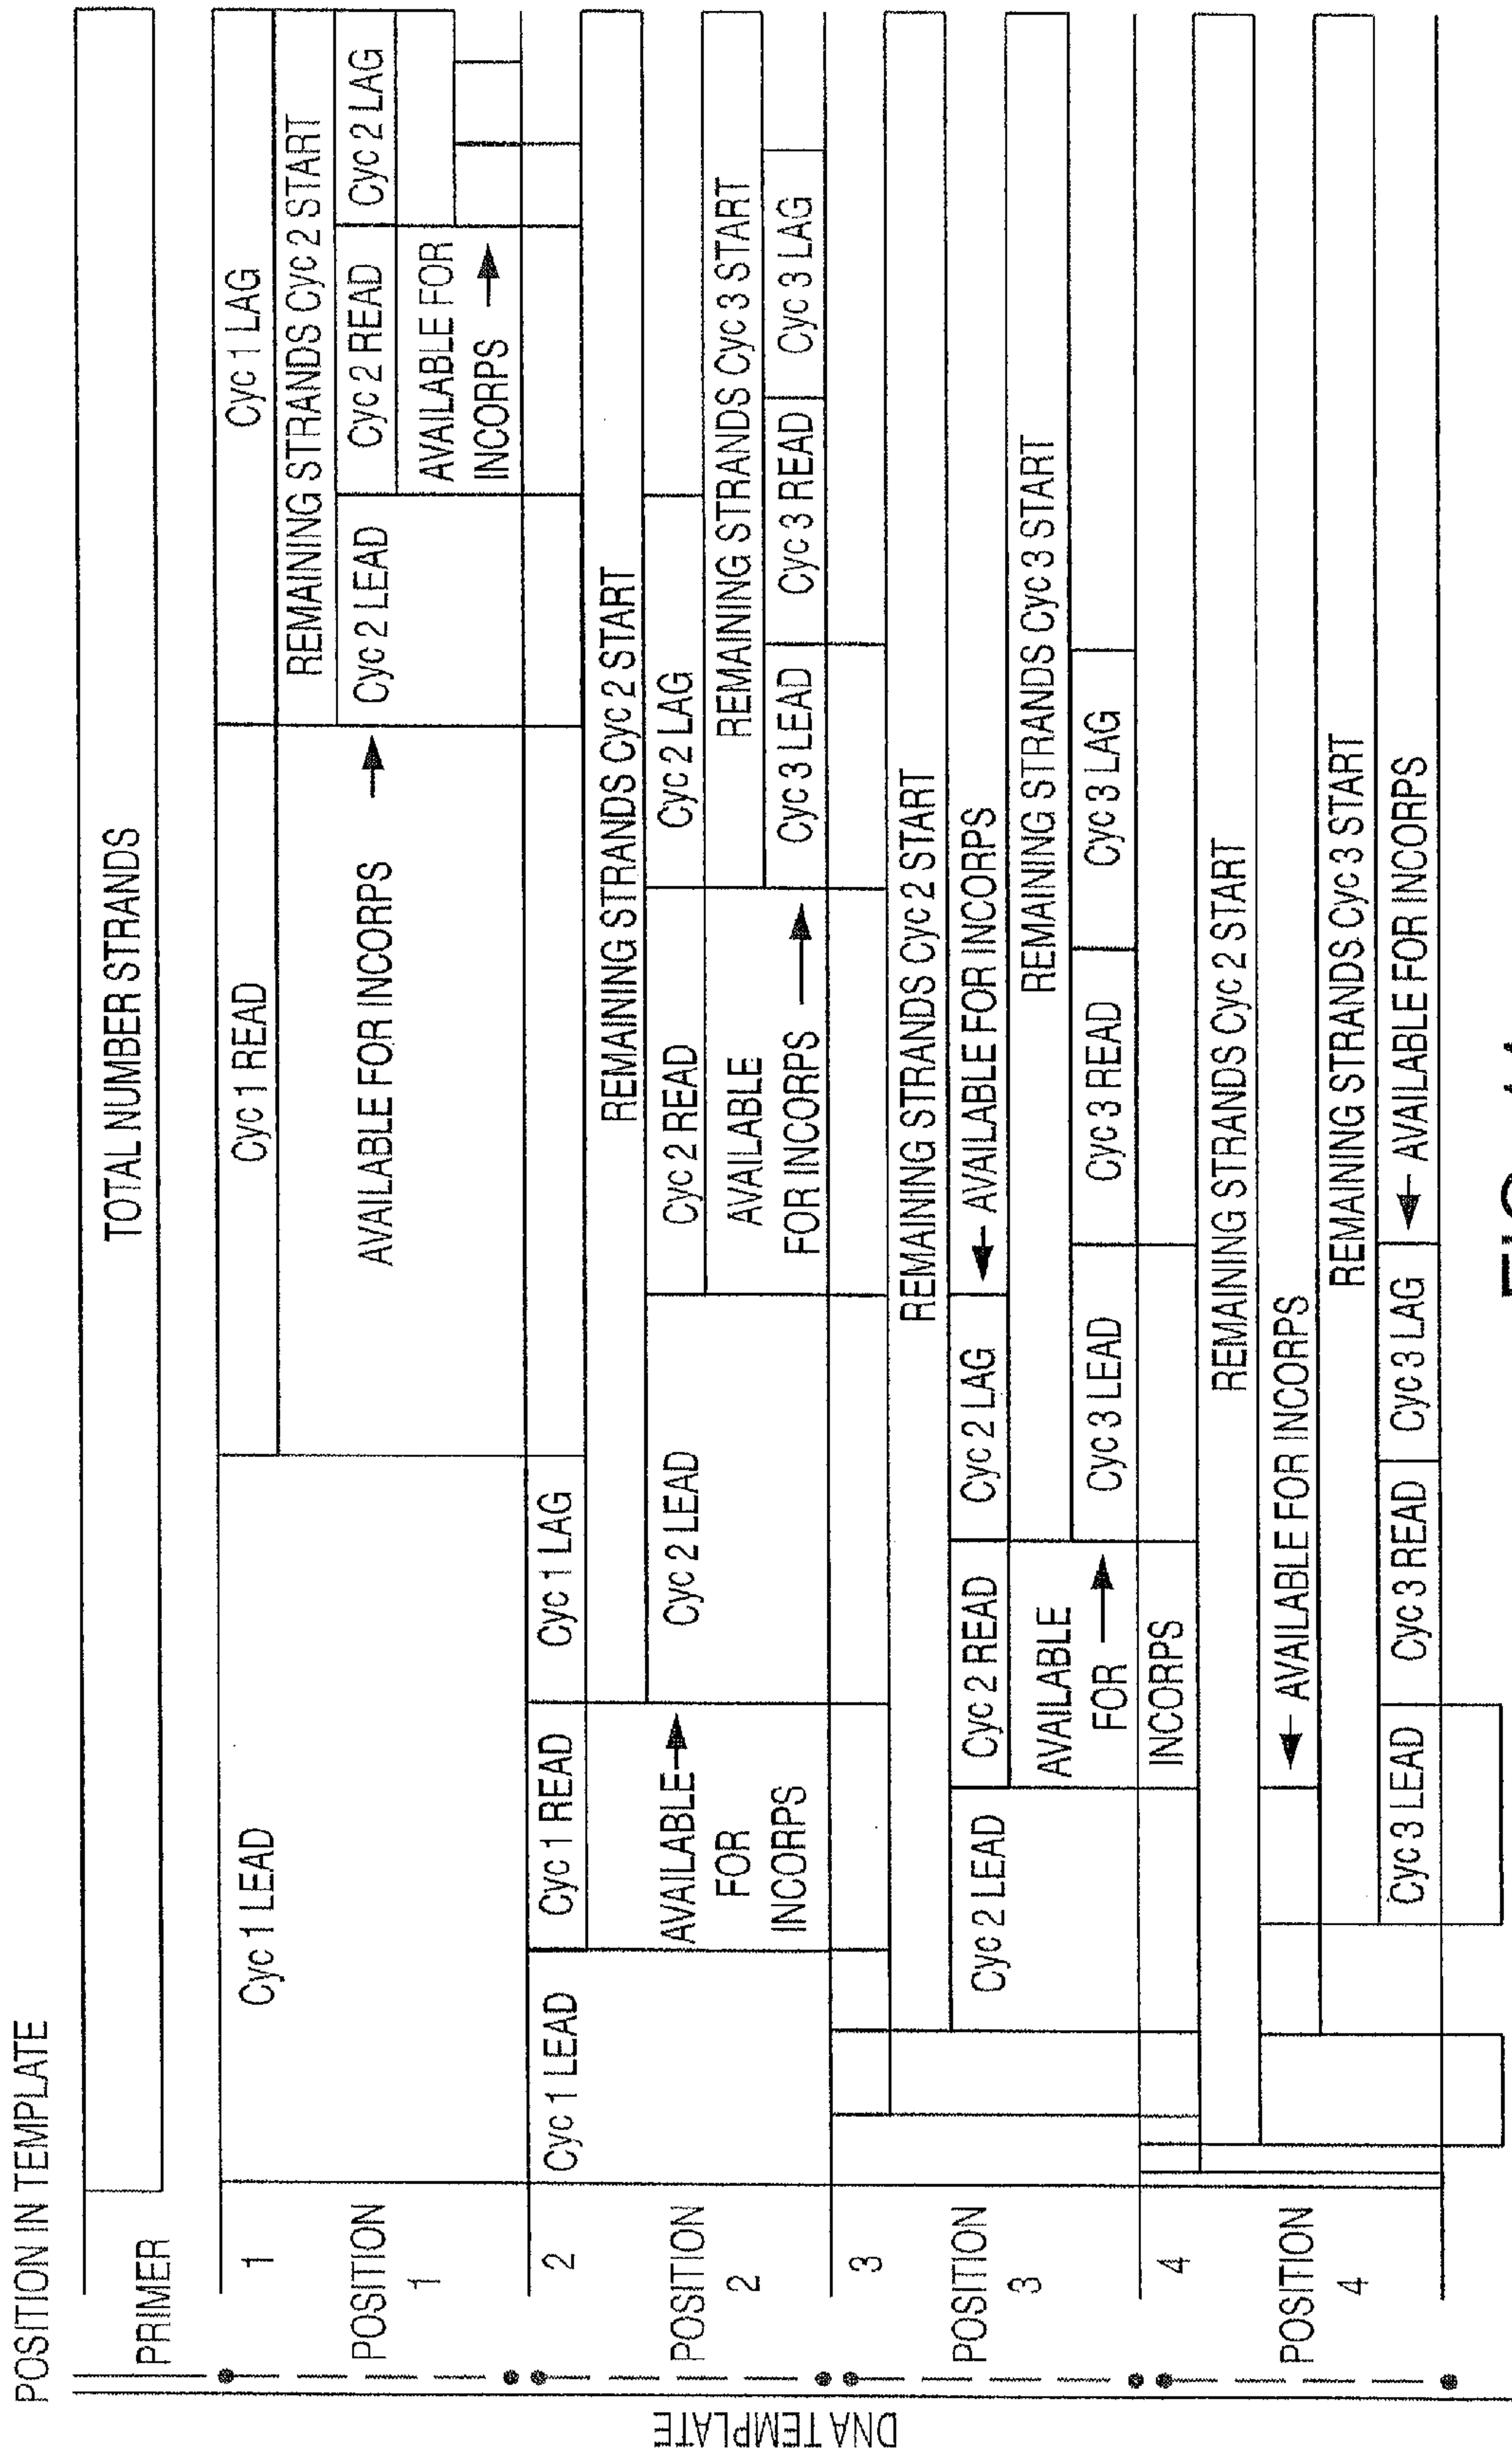 POSITION IN TEMPLATE
DNA TEMPLATE
PRIMER
TOTAL NUMBER STRANDS
1
POSITION
1
Cyc 1 LEAD
Cyc 1 READ
Cyc 1 LAG
REMAINING STRANDS Cyc 2 START
AVAILABLE FOR INCORPS
Cyc 2 LEAD
Cyc 2 READ
Cyc 2 LAG
AVAILABLE FOR
INCORPS
2
POSITION
2
Cyc 1 LEAD
Cyc 1 READ
Cyc 1 LAG
REMAINING STRANDS Cyc 2 START
AVAILABLE
FOR
INCORPS
Cyc 2 LEAD
Cyc 2 READ
Cyc 2 LAG
AVAILABLE
FOR INCORPS
REMAINING STRANDS Cyc 3 START
Cyc 3 LEAD
Cyc 3 READ
Cyc 3 LAG
3
POSITION
3
REMAINING STRANDS Cyc 2 START
Cyc 2 LEAD
Cyc 2 READ
Cyc 2 LAG
AVAILABLE FOR INCORPS
AVAILABLE
FOR
INCORPS
REMAINING STRANDS Cyc 3 START
Cyc 3 LEAD
Cyc 3 READ
Cyc 3 LAG
4
POSITION
4
REMAINING STRANDS Cyc 2 START
AVAILABLE FOR INCORPS
REMAINING STRANDS Cyc 3 START
Cyc 3 LEAD
Cyc 3 READ
Cyc 3 LAG
AVAILABLE FOR INCORPS